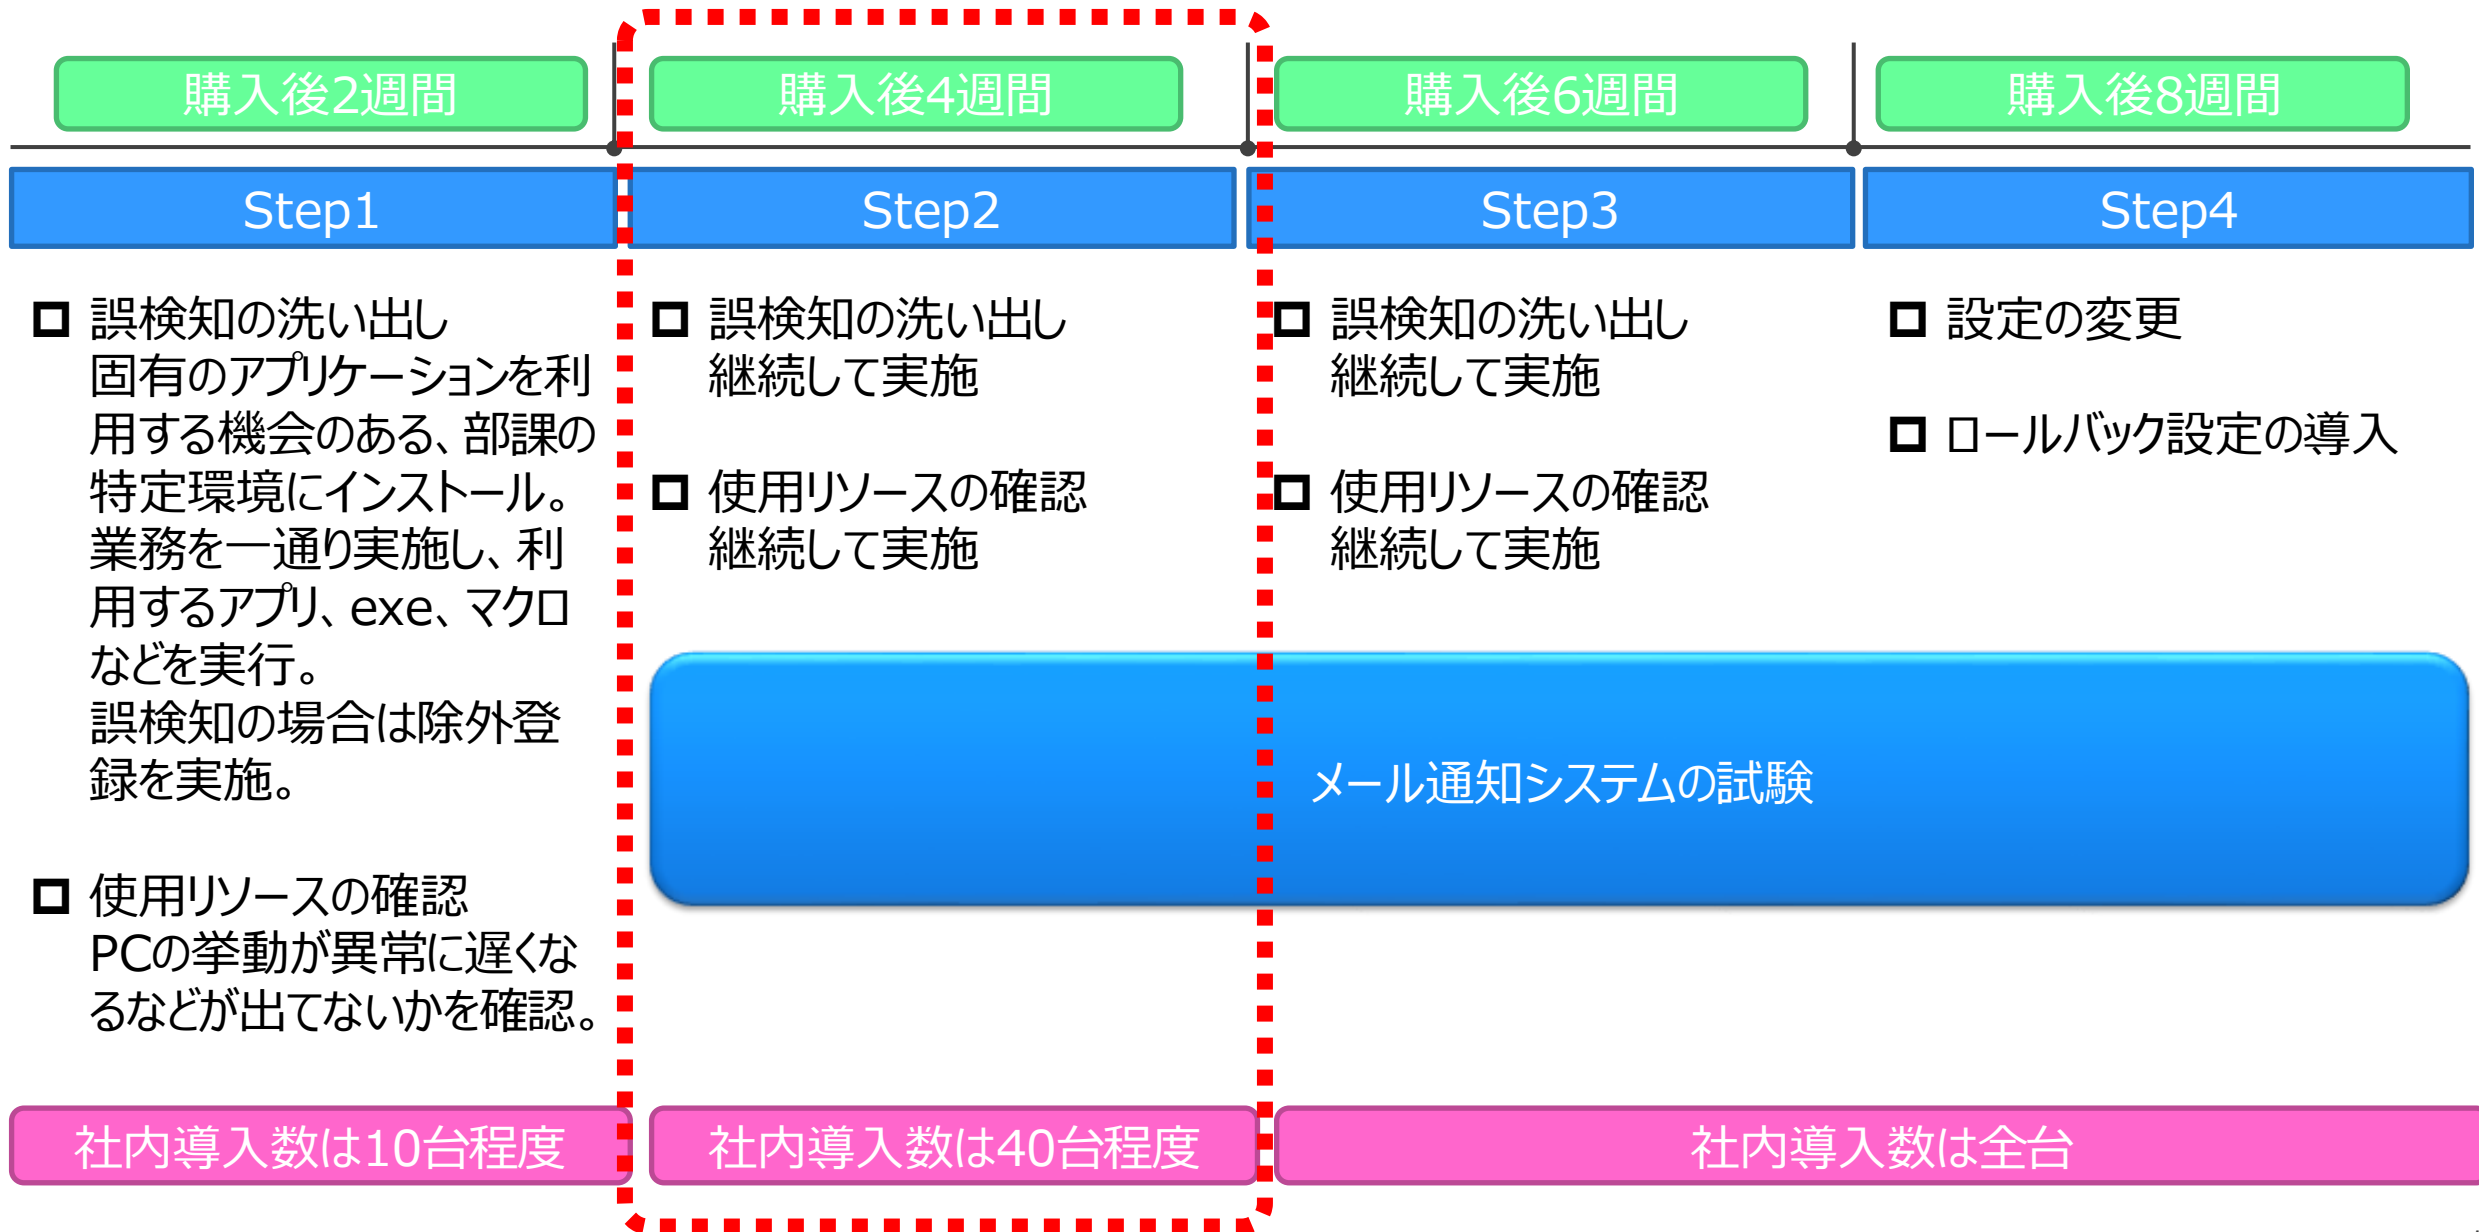 購入後2週間
購入後4週間
購入後6週間
購入後8週間
Step1
Step2
Step3
Step4
誤検知の洗い出し
固有のアプリケーションを利
用する機会のある、部課の
特定環境にインストール。
業務を一通り実施し、利
用するアプリ、exe、マクロ
などを実行。
誤検知の場合は除外登
録を実施。
使用リソースの確認
PCの挙動が異常に遅くな
るなどが出てないかを確認。
誤検知の洗い出し
継続して実施
使用リソースの確認
継続して実施
誤検知の洗い出し
継続して実施
使用リソースの確認
継続して実施
設定の変更
ロールバック設定の導入
メール通知システムの試験
社内導入数は10台程度
社内導入数は40台程度
社内導入数は全台